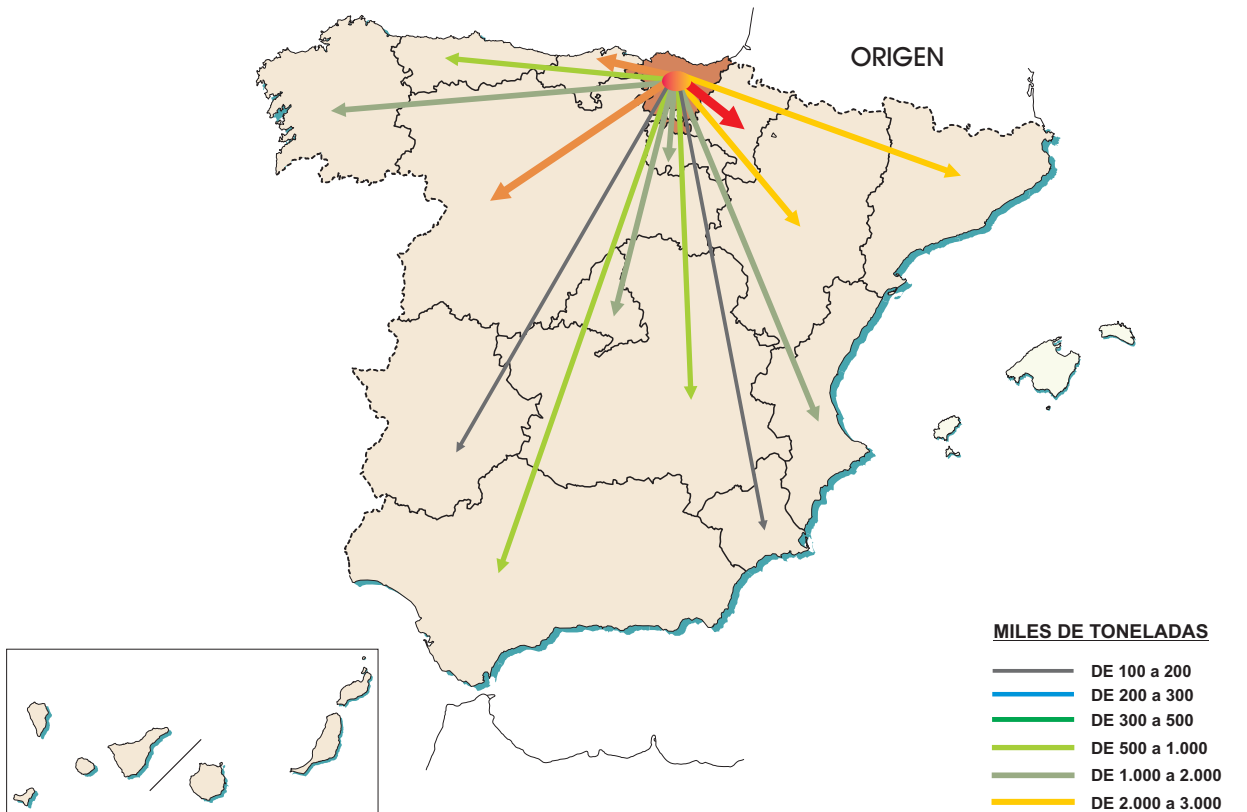 ORIGEN
MILES DE TONELADAS
DE 100 a 200
DE 200 a 300
DE 300 a 500
DE 500 a 1.000
DE 1.000 a 2.000
DE 2.000 a 3.000